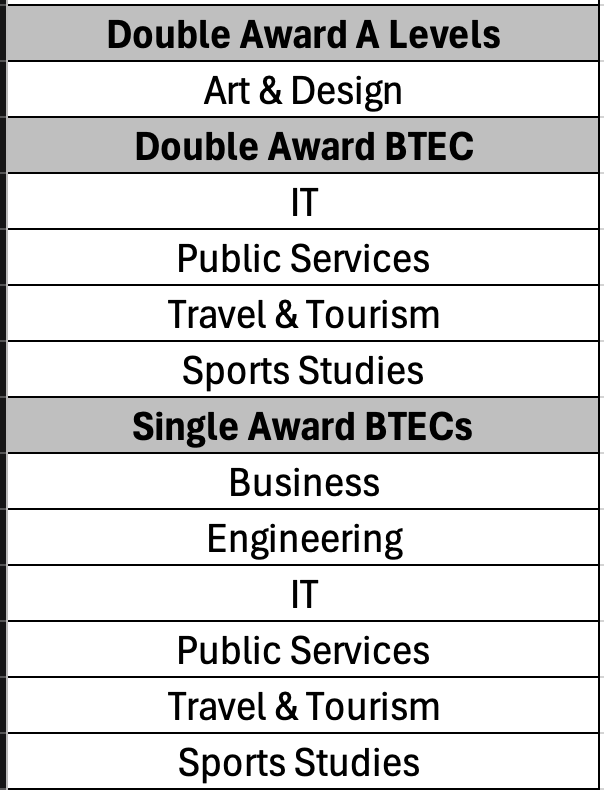 Double Award A Levels
Art & Design
Double Award BTEC
IT
Public Services
Travel & Tourism
Sports Studies
Single Award BTECs
Business
Engineering
IT
Public Services
Travel & Tourism
Sports Studies